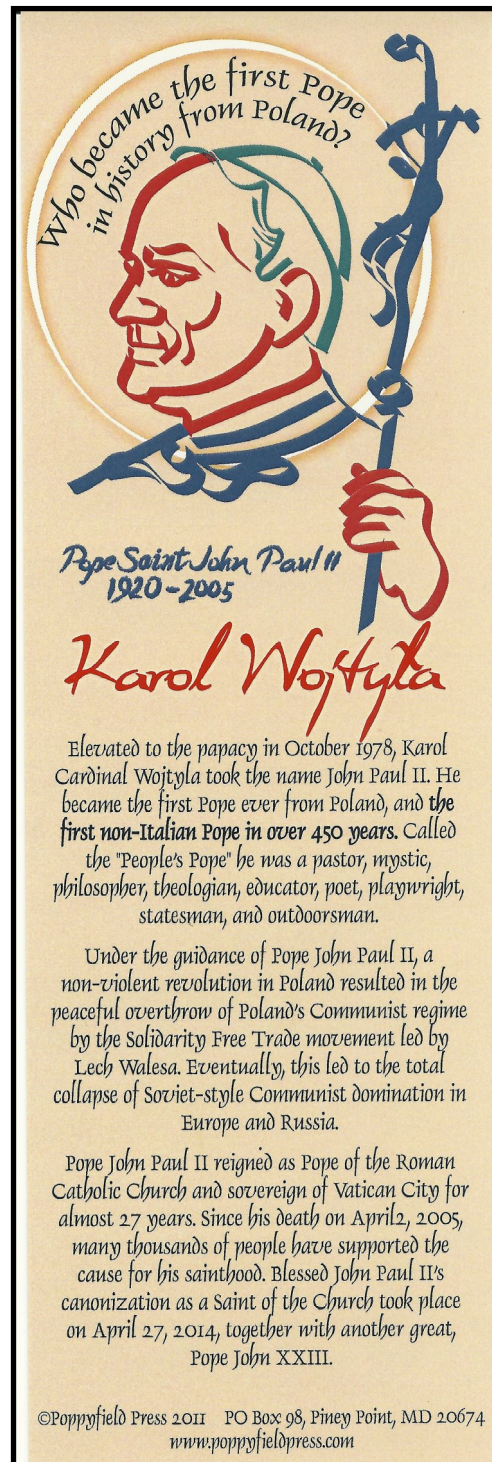 Who became the first Pope
in history from Poland?
Pope Saint John Paul II
1920-2005
Karol Wojtyła
Elevated to the papacy in October 1978, Karol
Cardinal Wojtyla took the name John Paul II. He
became the first Pope ever from Poland, and the
first non-Italian Pope in over 450 years. Called
the "People's Pope" he was a pastor, mystic,
philosopher, theologian, educator, poet, playwright,
statesman, and outdoorsman.
Under the guidance of Pope John Paul II, a
non-violent revolution in Poland resulted in the
peaceful overthrow of Poland's Communist regime
by the Solidarity Free Trade movement led by
Lech Walesa. Eventually, this led to the total
collapse of Soviet-style Communist domination in
Europe and Russia.
Pope John Paul II reigned as Pope of the Roman
Catholic Church and sovereign of Vatican City for
almost 27 years. Since his death on April2, 2005,
many thousands of people have supported the
cause for his sainthood. Blessed John Paul II's
canonization as a Saint of the Church took place
on April 27, 2014, together with another great,
Pope John XXIII.
©Poppyfield Press 2011 PO Box 98, Piney Point, MD 20674
www.poppyfieldpress.com